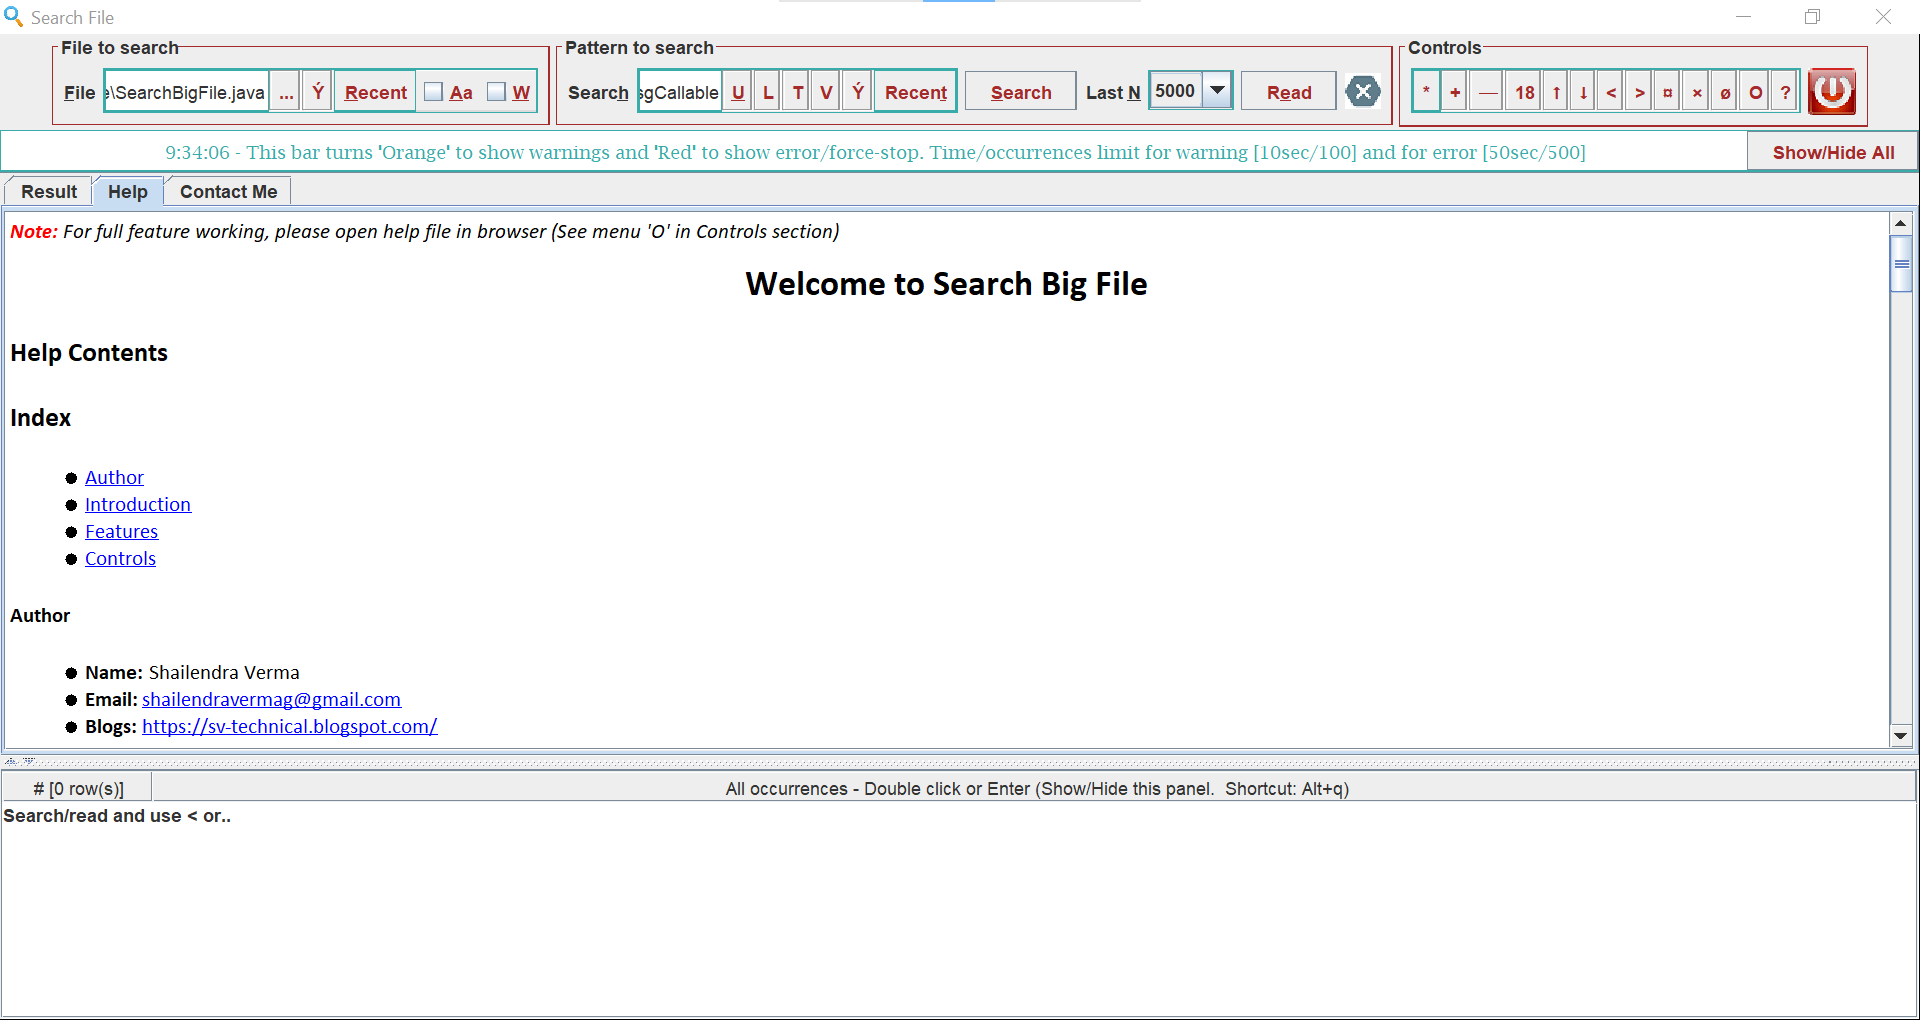 Search File
File to search
Pattern to search
Controls
File \SearchBigFile.java ... Ý Recent Aa W
Search sgCallable U L T V Ý Recent Search Last N 5000 Read
* + — 18 ↑ ↓ < > ¤ × ø O ?
9:34:06 - This bar turns 'Orange' to show warnings and 'Red' to show error/force-stop. Time/occurrences limit for warning [10sec/100] and for error [50sec/500]
Show/Hide All
Result Help Contact Me
Note: For full feature working, please open help file in browser (See menu 'O' in Controls section)
Welcome to Search Big File
Help Contents
Index
● Author
● Introduction
● Features
● Controls
Author
● Name: Shailendra Verma
● Email: shailendravermag@gmail.com
● Blogs: https://sv-technical.blogspot.com/
# [0 row(s)] All occurrences - Double click or Enter (Show/Hide this panel. Shortcut: Alt+q)
Search/read and use < or..